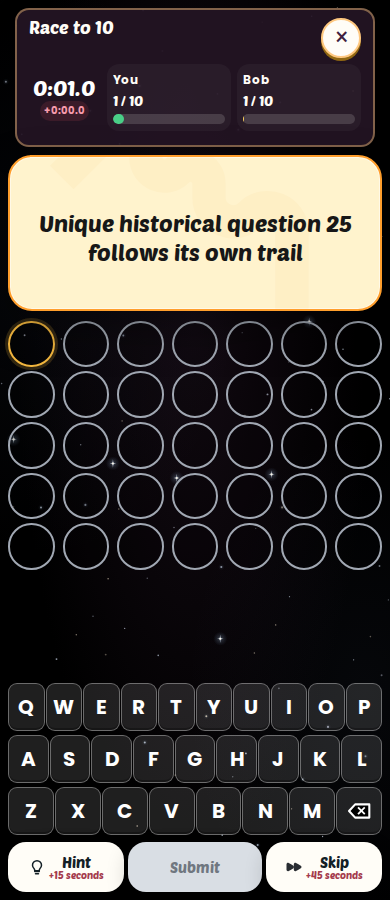 Race to 10
×
0:01.0
+0:00.0
You
1 / 10
Bob
1 / 10
Unique historical question 25
follows its own trail
Q W E R T Y U I O P
A S D F G H J K L
Z X C V B N M
Hint
+15 seconds
Submit
Skip
+45 seconds